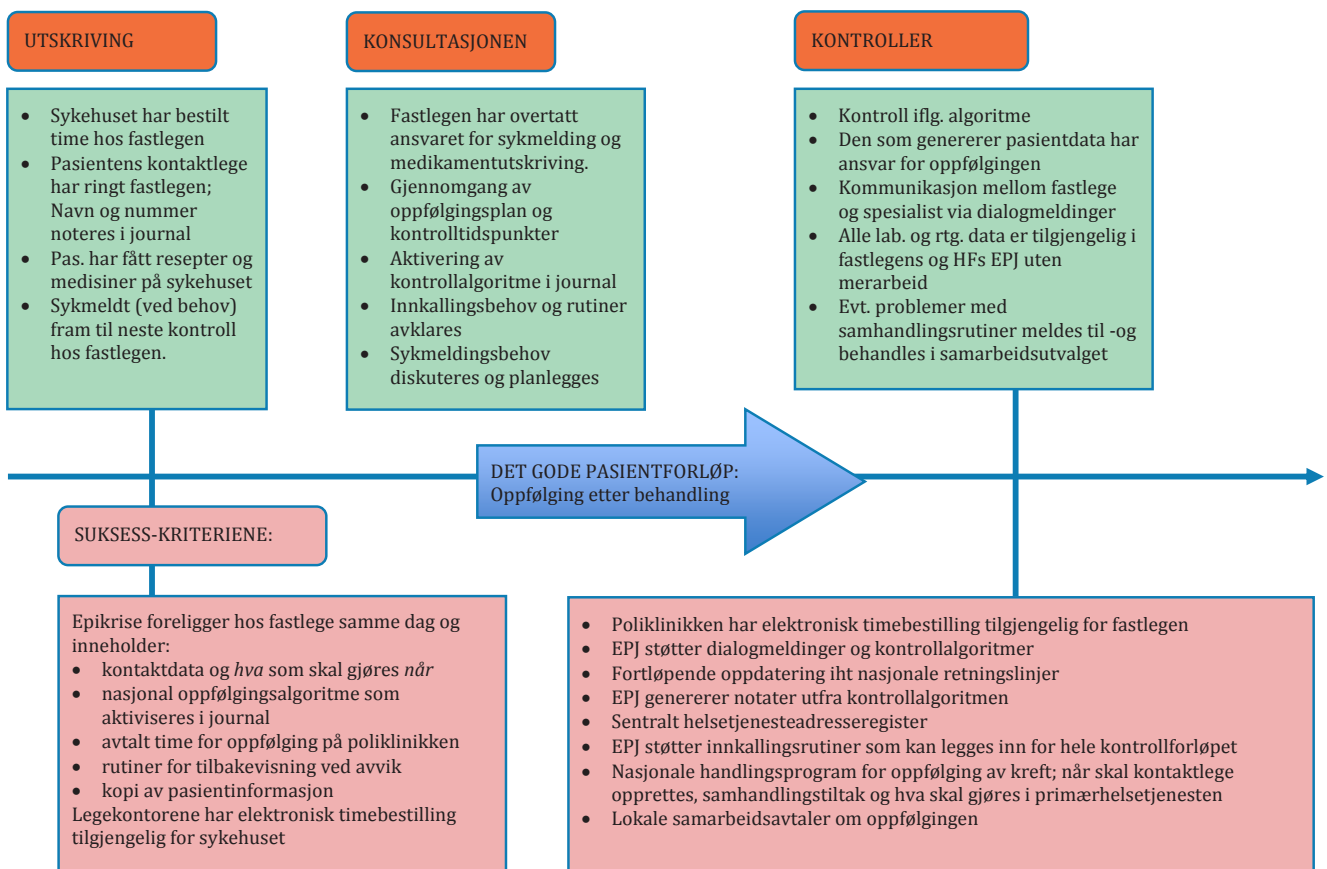 UTSKRIVING
• Sykehuset har bestilt
time hos fastlegen
• Pasientens kontaktlege
har ringt fastlegen;
Navn og nummer
noteres i journal
• Pas. har fått resepter og
medisiner på sykehuset
• Sykmeldt (ved behov)
fram til neste kontroll
hos fastlegen.
KONSULTASJONEN
• Fastlegen har overtatt
ansvaret for sykmelding og
medikamentutskriving.
• Gjennomgang av
oppfølgingsplan og
kontrolltidspunkter
• Aktivering av
kontrollalgoritme i journal
• Innkallingsbehov og rutiner
avklares
• Sykmeldingsbehov
diskuteres og planlegges
KONTROLLER
• Kontroll iflg. algoritme
• Den som genererer pasientdata har
ansvar for oppfølgingen
• Kommunikasjon mellom fastlege
og spesialist via dialogmeldinger
• Alle lab. og rtg. data er tilgjengelig i
fastlegens og HFs EPJ uten
merarbeid
• Evt. problemer med
samhandlingsrutiner meldes til -og
behandles i samarbeidsutvalget
DET GODE PASIENTFORLØP:
Oppfølging etter behandling
SUKSESS-KRITERIENE:
Epikrise foreligger hos fastlege samme dag og
inneholder:
• kontaktdata og hva som skal gjøres når
• nasjonal oppfølgingsalgoritme som
aktiviseres i journal
• avtalt time for oppfølging på poliklinikken
• rutiner for tilbakevisning ved avvik
• kopi av pasientinformasjon
Legekontorene har elektronisk timebestilling
tilgjengelig for sykehuset
• Poliklinikken har elektronisk timebestilling tilgjengelig for fastlegen
• EPJ støtter dialogmeldinger og kontrollalgoritmer
• Fortløpende oppdatering iht nasjonale retningslinjer
• EPJ genererer notater utfra kontrollalgoritmen
• Sentralt helsetjenesteadresseregister
• EPJ støtter innkallingsrutiner som kan legges inn for hele kontrollforløpet
• Nasjonale handlingsprogram for oppfølging av kreft; når skal kontaktlege
opprettes, samhandlingstiltak og hva skal gjøres i primærhelsetjenesten
• Lokale samarbeidsavtaler om oppfølgingen